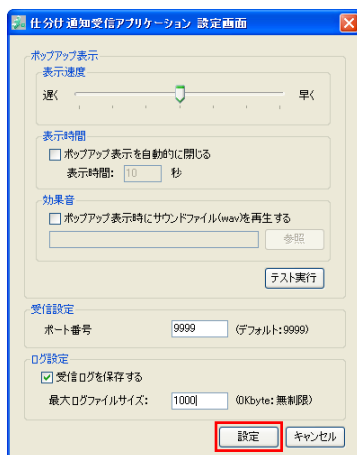 仕分け通知受信アプリケーション 設定画面
ポップアップ表示
表示速度
遅く 早く
表示時間
ポップアップ表示を自動的に閉じる
表示時間: 10 秒
効果音
ポップアップ表示時にサウンドファイル(wav)を再生する
参照
テスト実行
受信設定
ポート番号 9999 (デフォルト:9999)
ログ設定
受信ログを保存する
最大ログファイルサイズ: 1000 (0Kbyte:無制限)
設定 キャンセル